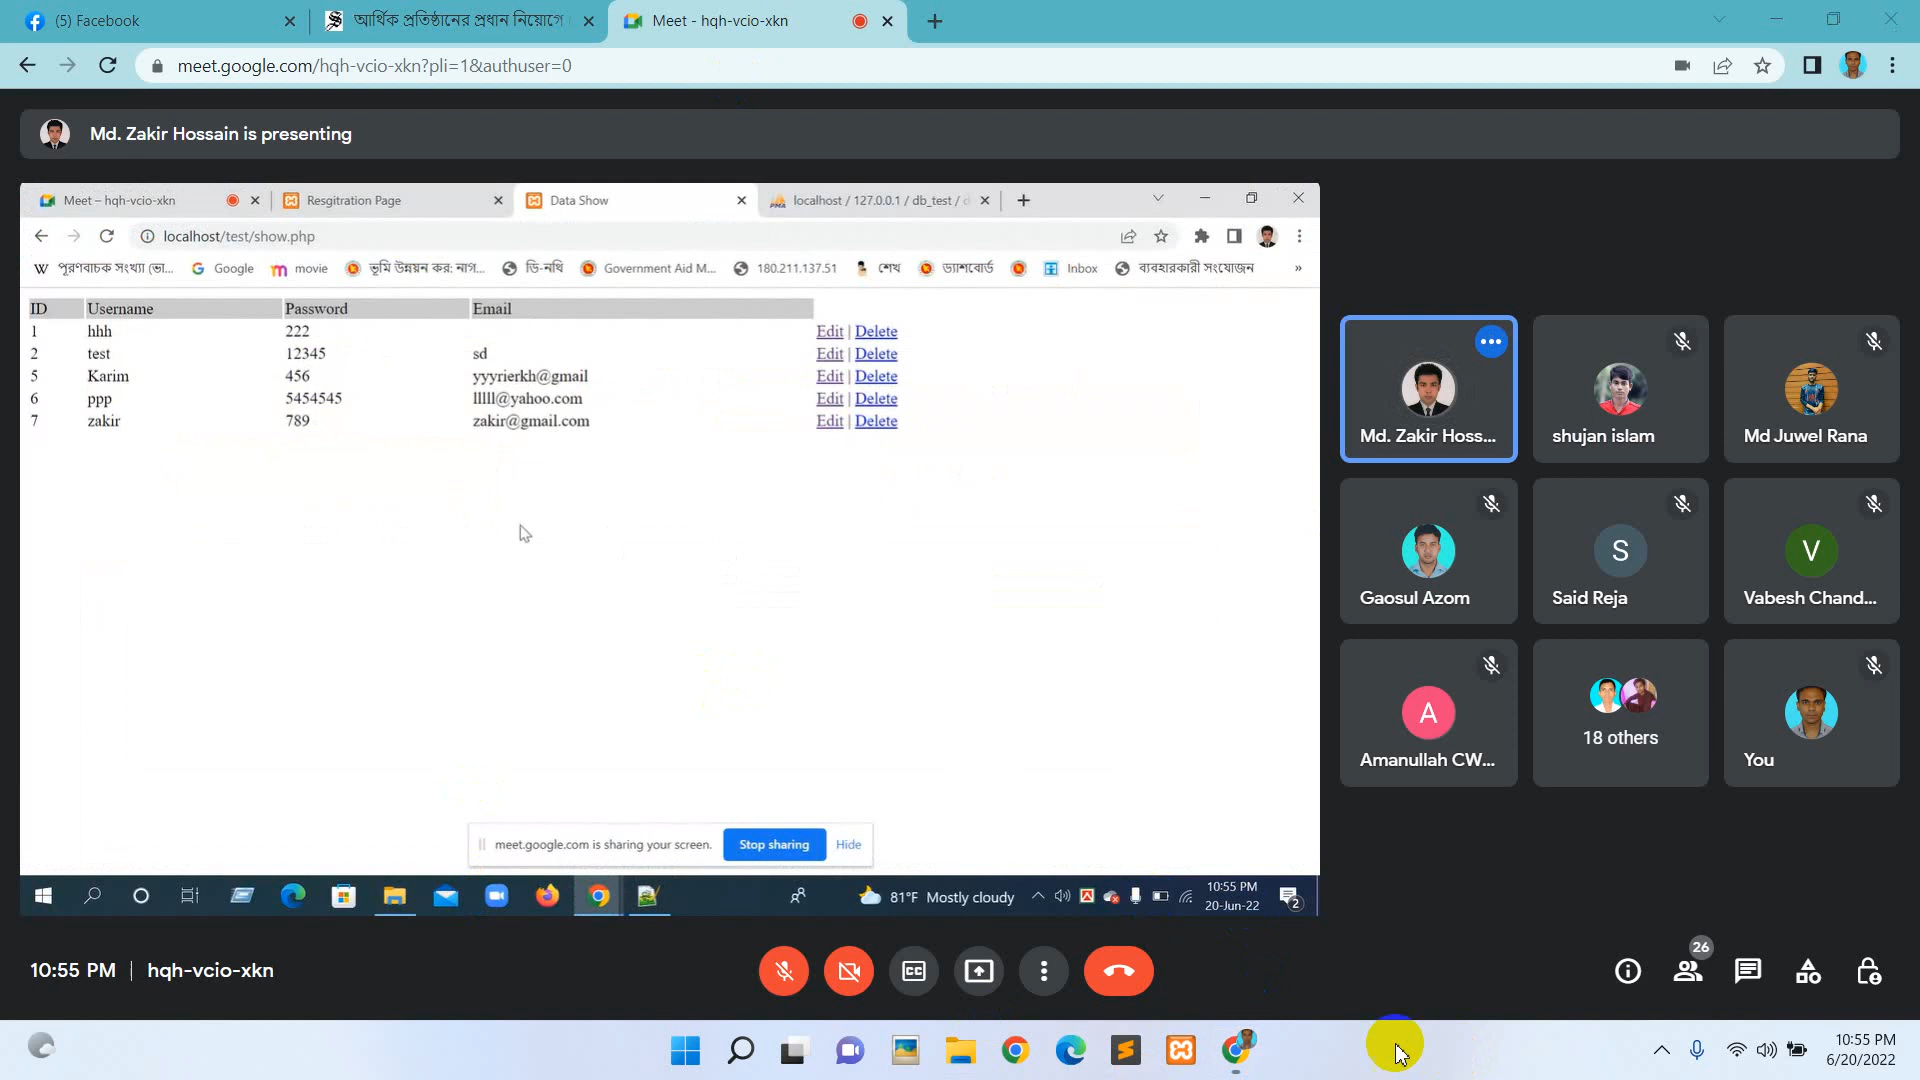 (5) Facebook
আর্থিক প্রতিষ্ঠানের প্রধান নিয়োগে
Meet - hqh-vcio-xkn
meet.google.com/hqh-vcio-xkn?pli=1&authuser=0
Md. Zakir Hossain is presenting
Meet – hqh-vcio-xkn
Resgitration Page
Data Show
localhost / 127.0.0.1 / db_test /
localhost/test/show.php
পূরণবাচক সংখ্যা (ভা...
Google
movie
ভূমি উন্নয়ন কর: নাগ...
ডি-নথি
Government Aid M...
180.211.137.51
শেখ
ড্যাশবোর্ড
Inbox
ব্যবহারকারী সংযোজন
»
ID Username Password Email
1 hhh 222 Edit | Delete
2 test 12345 sd Edit | Delete
5 Karim 456 yyyrierkh@gmail Edit | Delete
6 ppp 5454545 lllll@yahoo.com Edit | Delete
7 zakir 789 zakir@gmail.com Edit | Delete
meet.google.com is sharing your screen. Stop sharing Hide
81°F Mostly cloudy
10:55 PM
20-Jun-22
2
Md. Zakir Hoss...
shujan islam
Md Juwel Rana
Gaosul Azom
S
Said Reja
V
Vabesh Chand...
A
Amanullah CW...
18 others
You
10:55 PM | hqh-vcio-xkn
26
10:55 PM
6/20/2022